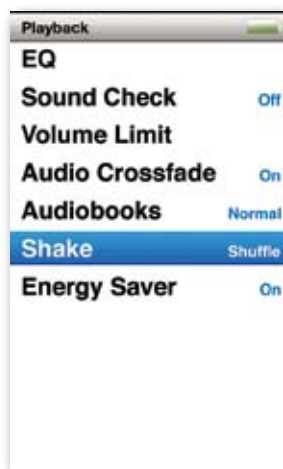 Playback
EQ
Sound Check Off
Volume Limit
Audio Crossfade On
Audiobooks Normal
Shake Shuffle
Energy Saver On